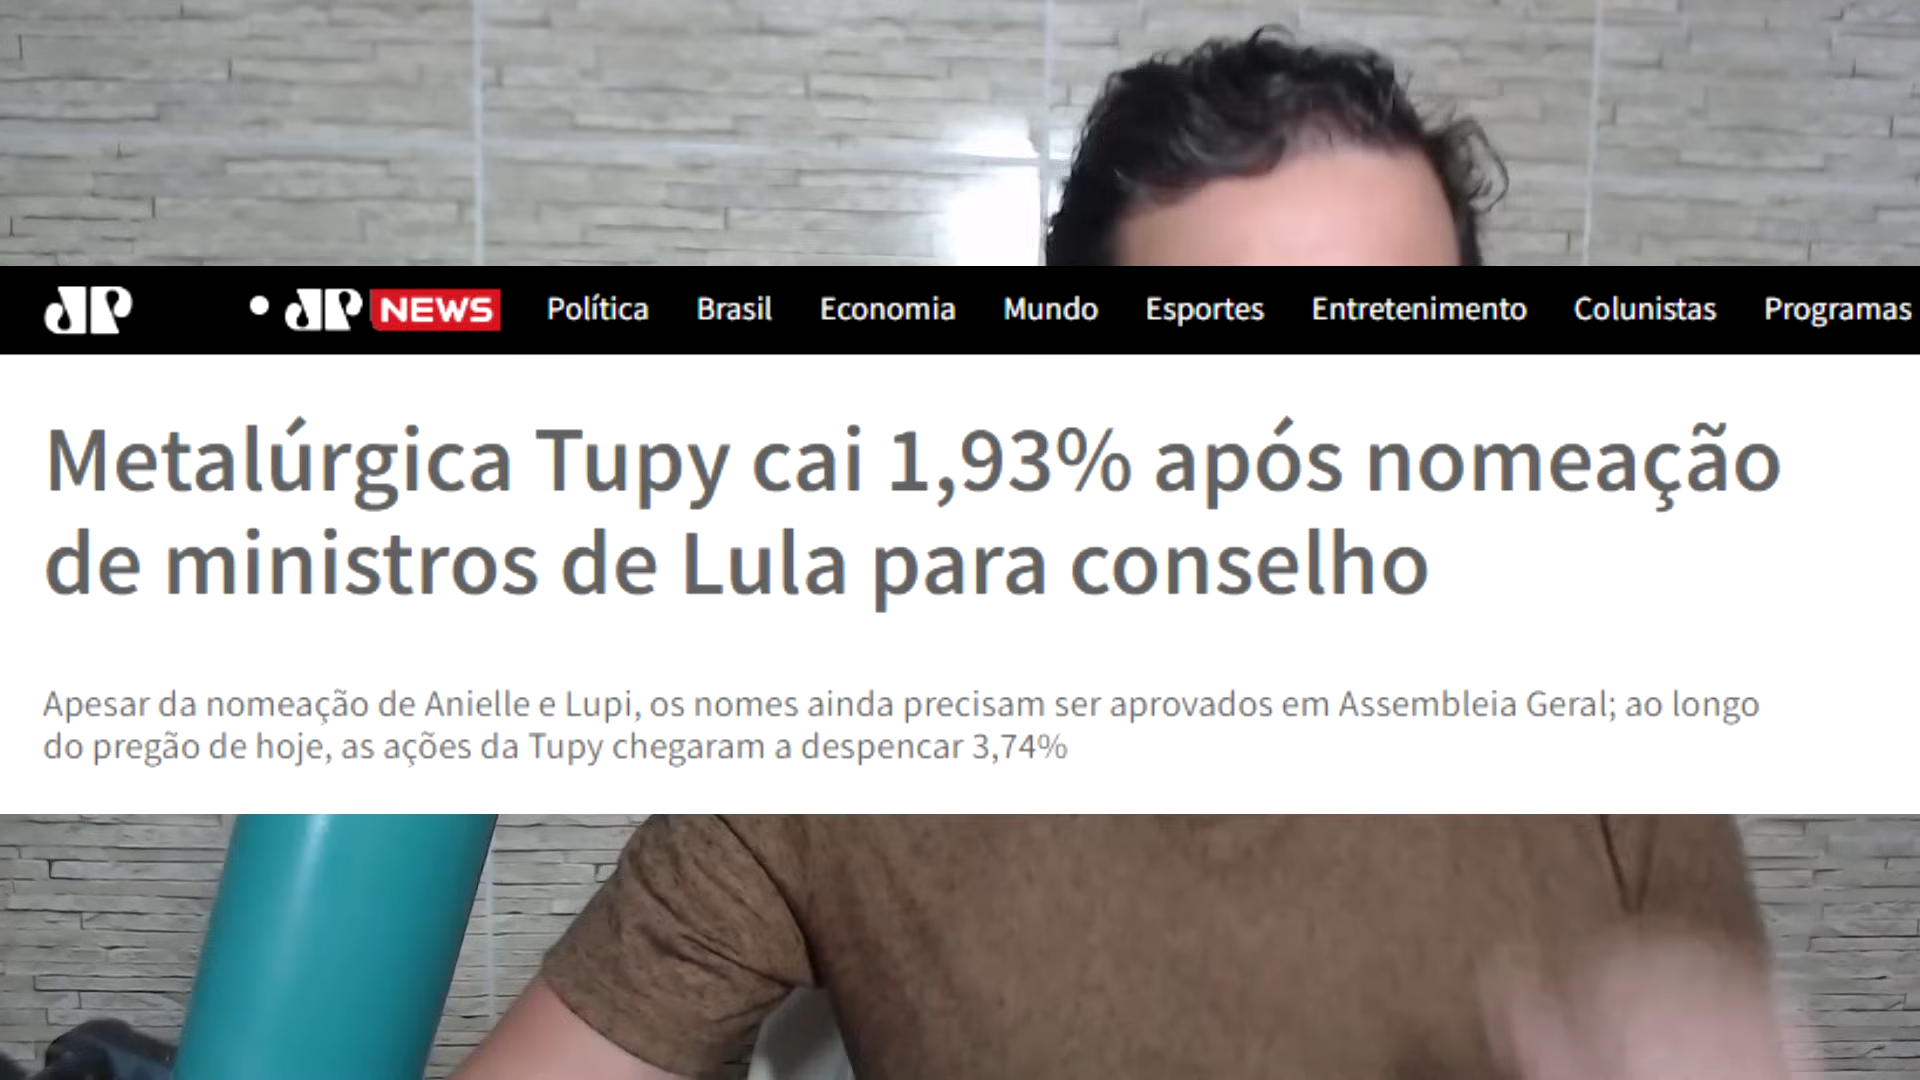 JP
JP NEWS Política Brasil Economia Mundo Esportes Entretenimento Colunistas Programas
Metalúrgica Tupy cai 1,93% após nomeação
de ministros de Lula para conselho
Apesar da nomeação de Anielle e Lupi, os nomes ainda precisam ser aprovados em Assembleia Geral; ao longo
do pregão de hoje, as ações da Tupy chegaram a despencar 3,74%